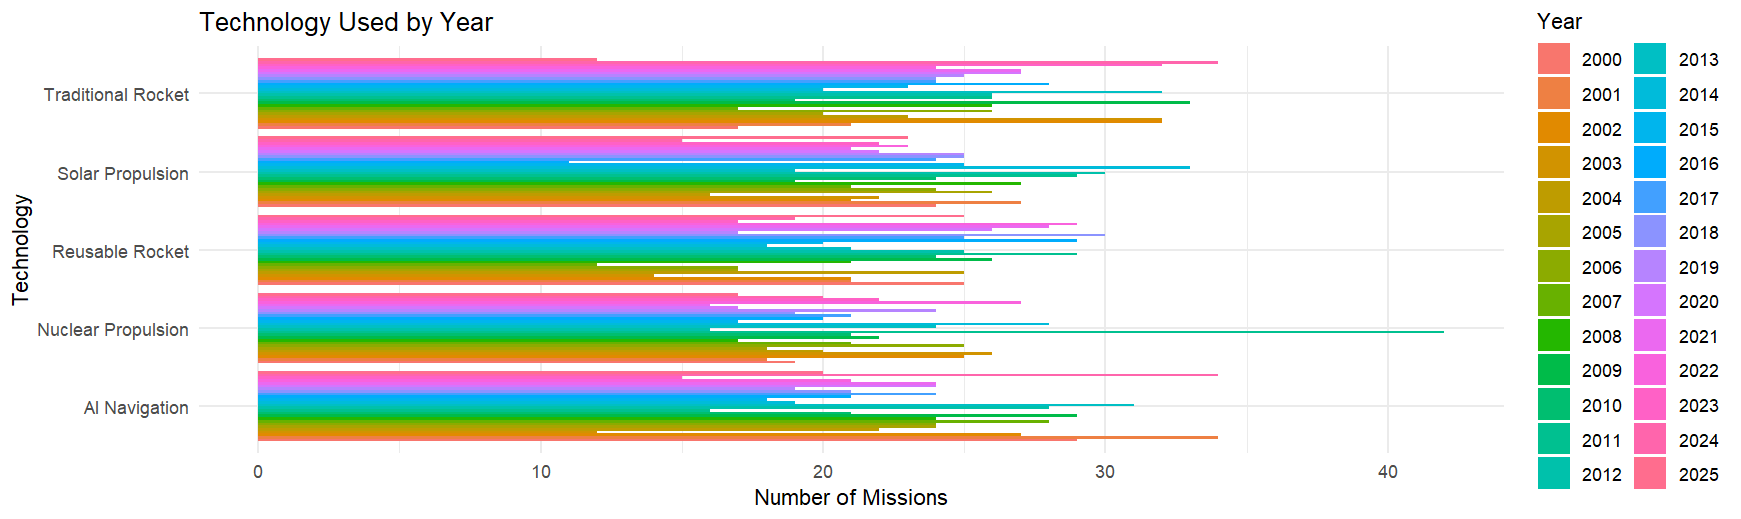 Technology Used by Year
Technology
Traditional Rocket
Solar Propulsion
Reusable Rocket
Nuclear Propulsion
AI Navigation
0 10 20 30 40
Number of Missions
Year
2000 2013
2001 2014
2002 2015
2003 2016
2004 2017
2005 2018
2006 2019
2007 2020
2008 2021
2009 2022
2010 2023
2011 2024
2012 2025